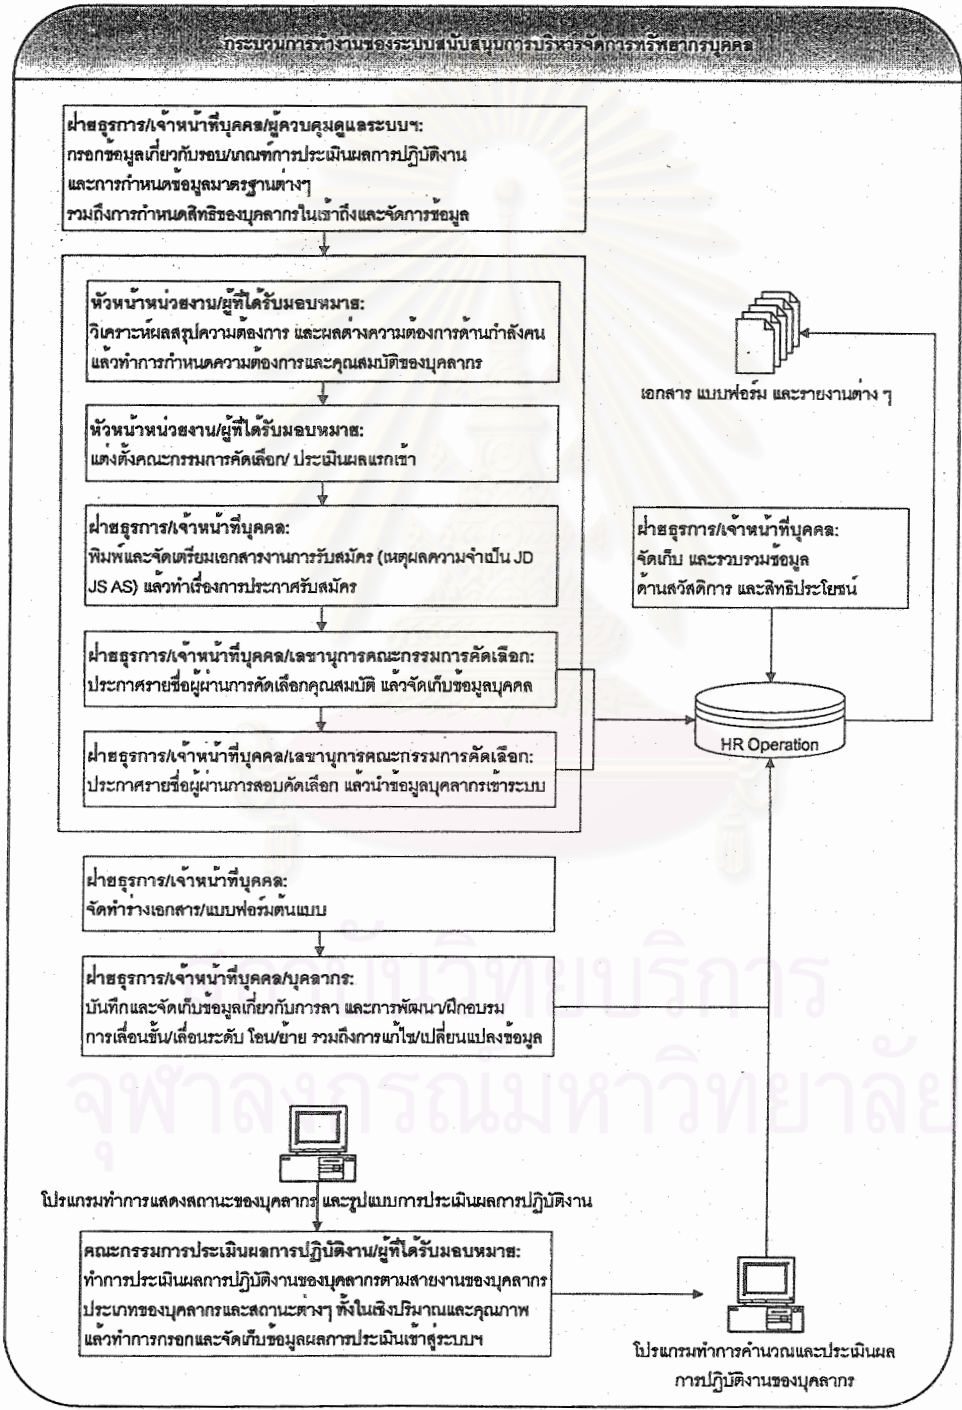 กระบวนการทำงานของระบบสนับสนุนการบริหารจัดการทรัพยากรบุคคล
ฝ่ายธุรการ/เจ้าหน้าที่บุคคล/ผู้ควบคุมดูแลระบบฯ:
กรอกข้อมูลเกี่ยวกับรอบ/เกณฑ์การประเมินผลการปฏิบัติงาน
และการกำหนดข้อมูลมาตรฐานต่างๆ
รวมถึงการกำหนดสิทธิของบุคลากรในเข้าถึงและจัดการข้อมูล
หัวหน้าหน่วยงาน/ผู้ที่ได้รับมอบหมาย:
วิเคราะห์ผลสรุปความต้องการ และผลต่างความต้องการด้านกำลังคน
แล้วทำการกำหนดความต้องการและคุณสมบัติของบุคลากร
หัวหน้าหน่วยงาน/ผู้ที่ได้รับมอบหมาย:
แต่งตั้งคณะกรรมการคัดเลือก/ ประเมินผลแรกเข้า
ฝ่ายธุรการ/เจ้าหน้าที่บุคคล:
พิมพ์และจัดเตรียมเอกสารงานการรับสมัคร (เหตุผลความจำเป็น JD
JS AS) แล้วทำเรื่องการประกาศรับสมัคร
ฝ่ายธุรการ/เจ้าหน้าที่บุคคล/เลขานุการคณะกรรมการคัดเลือก:
ประกาศรายชื่อผู้ผ่านการคัดเลือกคุณสมบัติ แล้วจัดเก็บข้อมูลบุคคล
ฝ่ายธุรการ/เจ้าหน้าที่บุคคล/เลขานุการคณะกรรมการคัดเลือก:
ประกาศรายชื่อผู้ผ่านการสอบคัดเลือก แล้วนำข้อมูลบุคลากรเข้าระบบ
เอกสาร แบบฟอร์ม และรายงานต่าง ๆ
ฝ่ายธุรการ/เจ้าหน้าที่บุคคล:
จัดเก็บ และรวบรวมข้อมูล
ด้านสวัสดิการ และสิทธิประโยชน์
HR Operation
ฝ่ายธุรการ/เจ้าหน้าที่บุคคล:
จัดทำร่างเอกสาร/แบบฟอร์มต้นแบบ
ฝ่ายธุรการ/เจ้าหน้าที่บุคคล/บุคลากร:
บันทึกและจัดเก็บข้อมูลเกี่ยวกับการลา และการพัฒนา/ฝึกอบรม
การเลื่อนขั้น/เลื่อนระดับ โอน/ย้าย รวมถึงการแก้ไข/เปลี่ยนแปลงข้อมูล
สถาบันวิทยบริการ
จุฬาลงกรณ์มหาวิทยาลัย
โปรแกรมทำการแสดงสถานะของบุคลากร และรูปแบบการประเมินผลการปฏิบัติงาน
คณะกรรมการประเมินผลการปฏิบัติงาน/ผู้ที่ได้รับมอบหมาย:
ทำการประเมินผลการปฏิบัติงานของบุคลากรตามสายงานของบุคลากร
ประเภทของบุคลากรและสถานะต่างๆ ทั้งในเชิงปริมาณและคุณภาพ
แล้วทำการกรอกและจัดเก็บข้อมูลผลการประเมินเข้าสู่ระบบฯ
โปรแกรมทำการคำนวณและประเมินผล
การปฏิบัติงานของบุคลากร